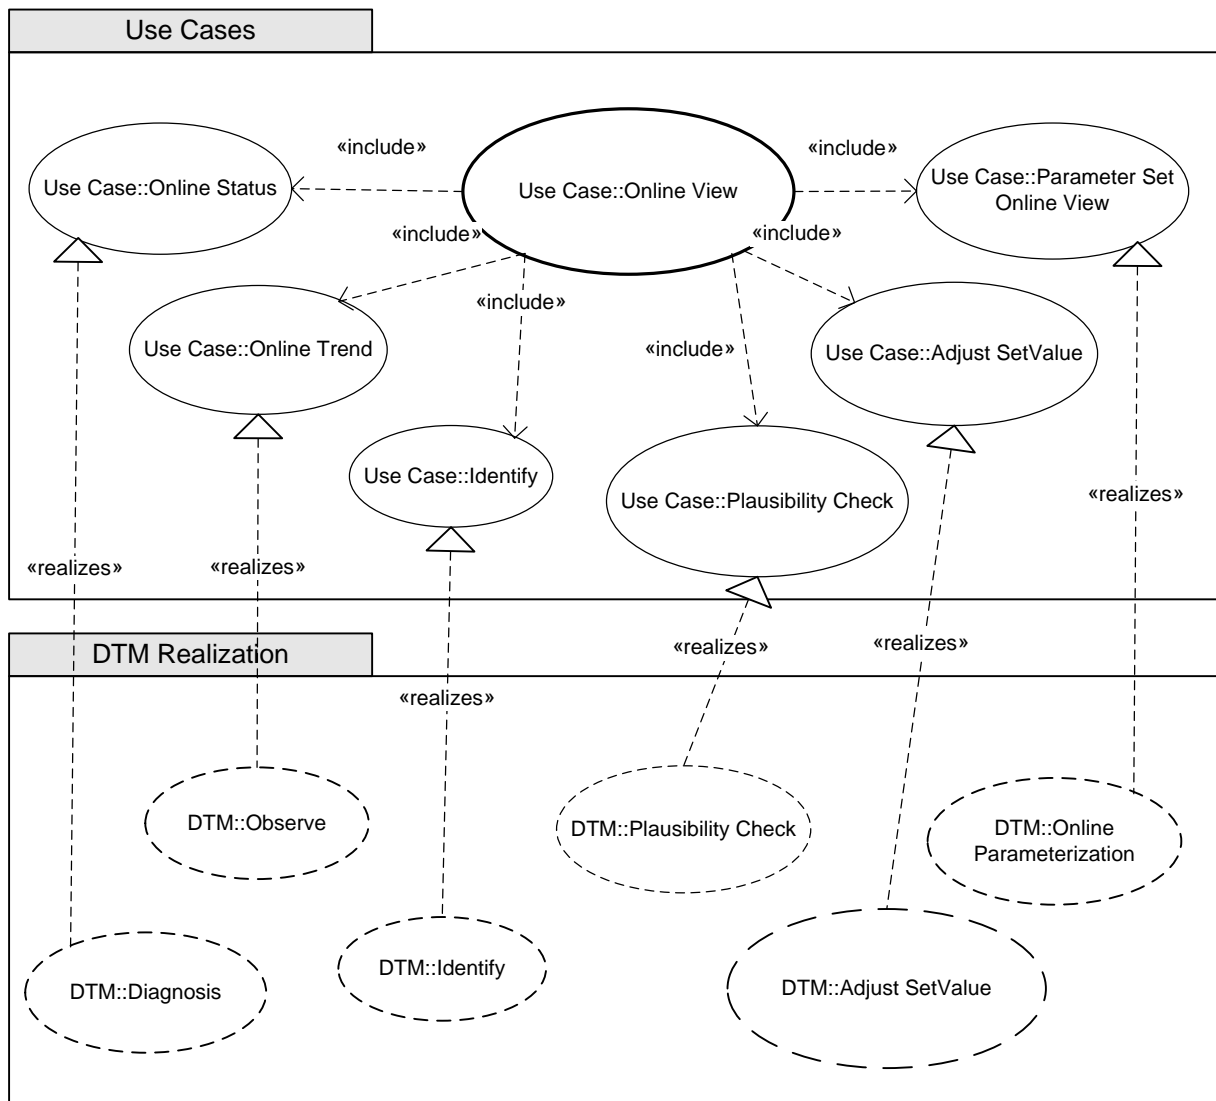 Use Cases
«include»
«include»
Use Case::Online Status
Use Case::Online View
Use Case::Parameter Set
Online View
«include»
«include»
«include»
Use Case::Online Trend
«include»
Use Case::Adjust SetValue
Use Case::Identify
Use Case::Plausibility Check
«realizes»
«realizes»
«realizes»
DTM Realization
«realizes»
«realizes»
«realizes»
DTM::Observe
DTM::Plausibility Check
DTM::Online
Parameterization
DTM::Diagnosis
DTM::Identify
DTM::Adjust SetValue